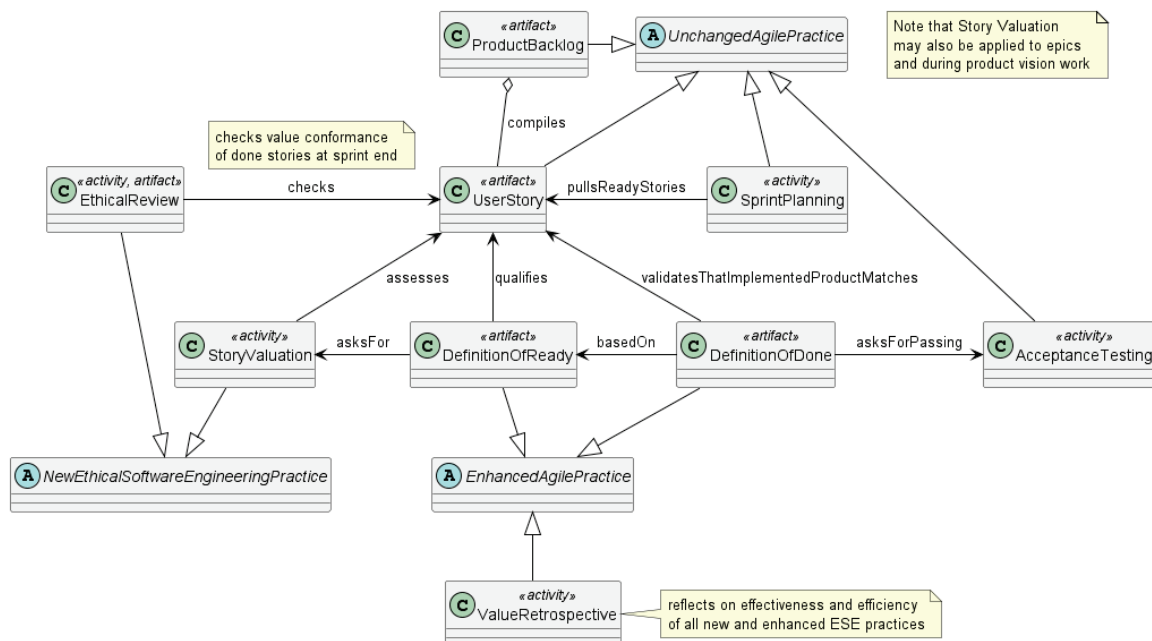 «artifact»
C ProductBacklog
A UnchangedAgilePractice
Note that Story Valuation
may also be applied to epics
and during product vision work
compiles
checks value conformance
of done stories at sprint end
«activity, artifact»
C EthicalReview
checks
«artifact»
C UserStory
pullsReadyStories
«activity»
C SprintPlanning
assesses
qualifies
validatesThatImplementedProductMatches
«activity»
C StoryValuation
asksFor
«artifact»
C DefinitionOfReady
basedOn
«artifact»
C DefinitionOfDone
asksForPassing
«activity»
C AcceptanceTesting
A NewEthicalSoftwareEngineeringPractice
A EnhancedAgilePractice
«activity»
C ValueRetrospective
reflects on effectiveness and efficiency
of all new and enhanced ESE practices